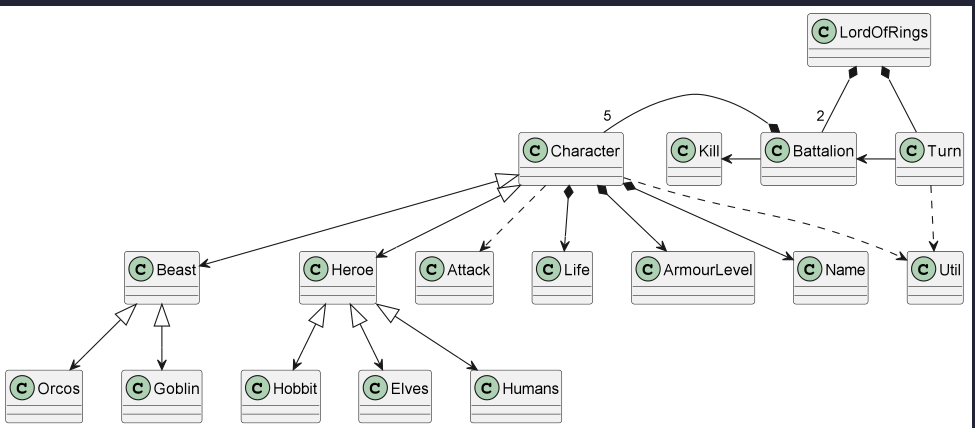 C LordOfRings
5
2
C Character
C Kill
C Battalion
C Turn
C Beast
C Heroe
C Attack
C Life
C ArmourLevel
C Name
C Util
C Orcos
C Goblin
C Hobbit
C Elves
C Humans